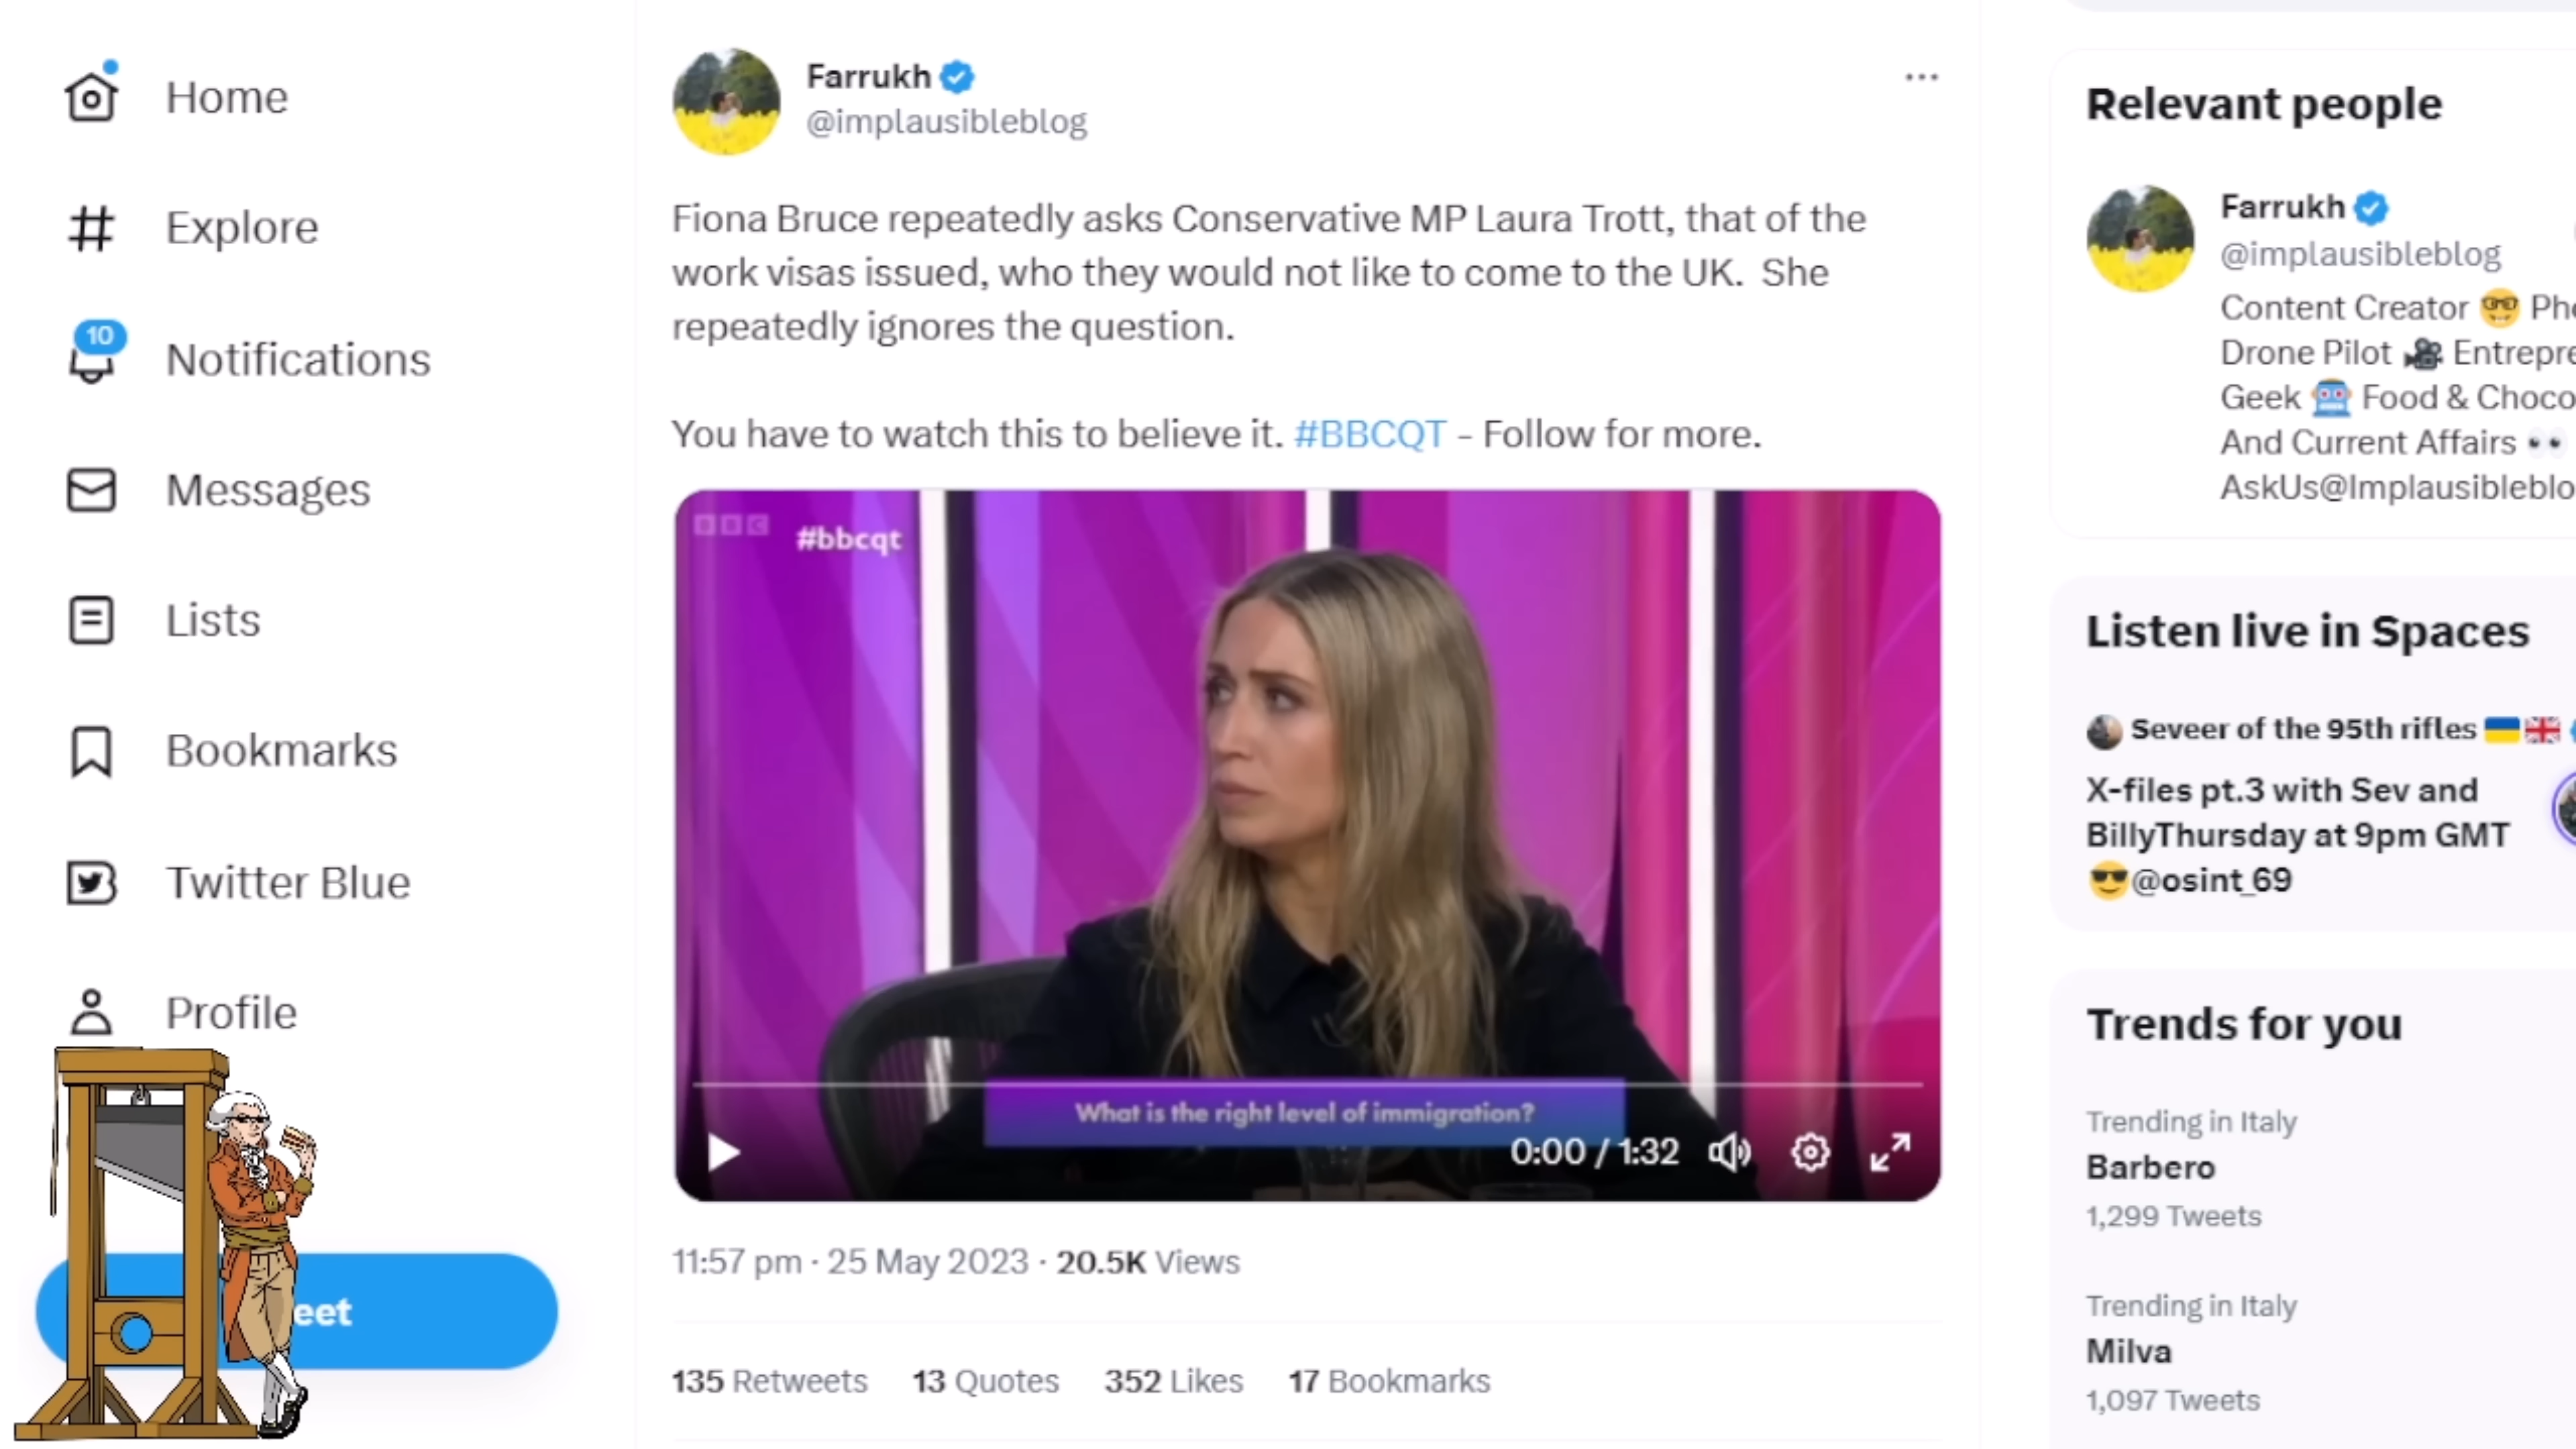 Home
Explore
10
Notifications
Messages
Lists
Bookmarks
Twitter Blue
Profile
eet
Farrukh
@implausibleblog
Fiona Bruce repeatedly asks Conservative MP Laura Trott, that of the
work visas issued, who they would not like to come to the UK.  She
repeatedly ignores the question.
You have to watch this to believe it. #BBCQT - Follow for more.
BBC
#bbcqt
What is the right level of immigration?
0:00 / 1:32
11:57 pm · 25 May 2023 · 20.5K Views
135 Retweets 13 Quotes 352 Likes 17 Bookmarks
Relevant people
Farrukh
@implausibleblog
Content Creator 🤓 Pho
Drone Pilot 🎥 Entrepre
Geek 🤖 Food & Choco
And Current Affairs 👀
AskUs@Implausibleblo
Listen live in Spaces
Seveer of the 95th rifles 🇺🇦🇬🇧
X-files pt.3 with Sev and
BillyThursday at 9pm GMT
😎@osint_69
Trends for you
Trending in Italy
Barbero
1,299 Tweets
Trending in Italy
Milva
1,097 Tweets